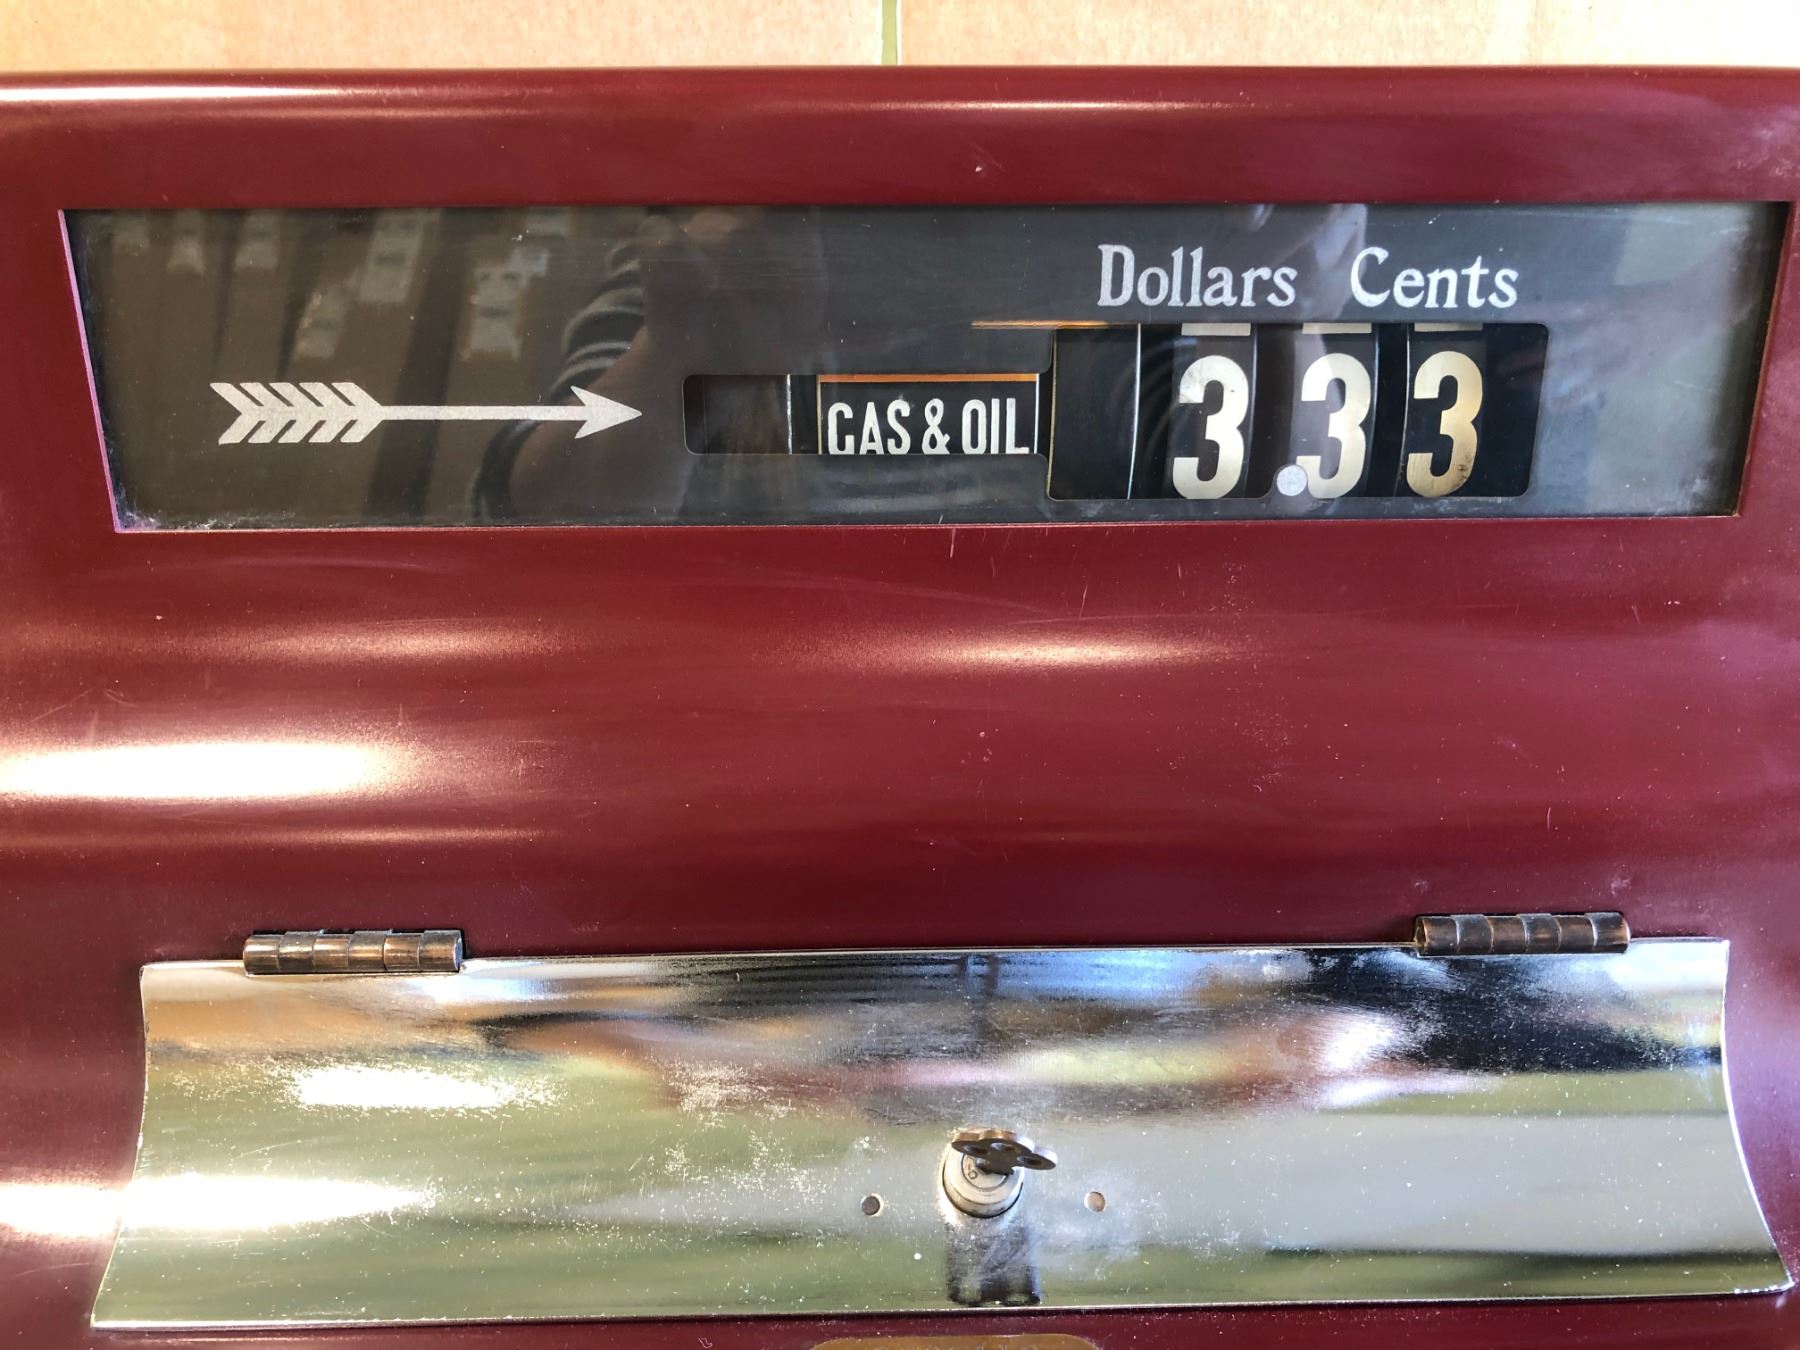 Dollars Cents
GAS & OIL 3.33